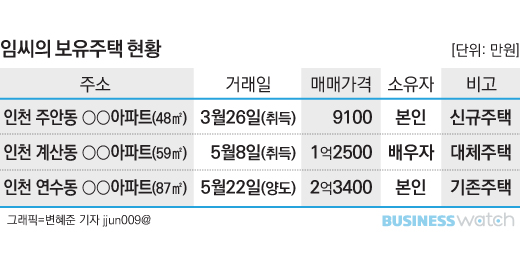 임씨의 보유주택 현황
[단위: 만원]
주소 거래일 매매가격 소유자 비고
인천 주안동 ○○아파트(48㎡) 3월26일(취득) 9100 본인 신규주택
인천 계산동 ○○아파트(59㎡) 5월8일(취득) 1억2500 배우자 대체주택
인천 연수동 ○○아파트(87㎡) 5월22일(양도) 2억3400 본인 기존주택
그래픽=변혜준 기자 jjun009@
BUSINESSwatch